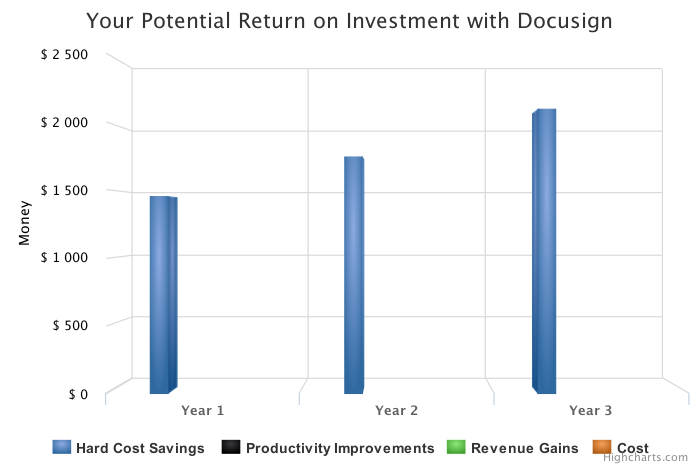 Your Potential Return on Investment with Docusign
$ 2 500
$ 2 000
$ 1 500
$ 1 000
$ 500
$ 0
Money
Year 1 Year 2 Year 3
Hard Cost Savings Productivity Improvements Revenue Gains Cost
Highcharts.com